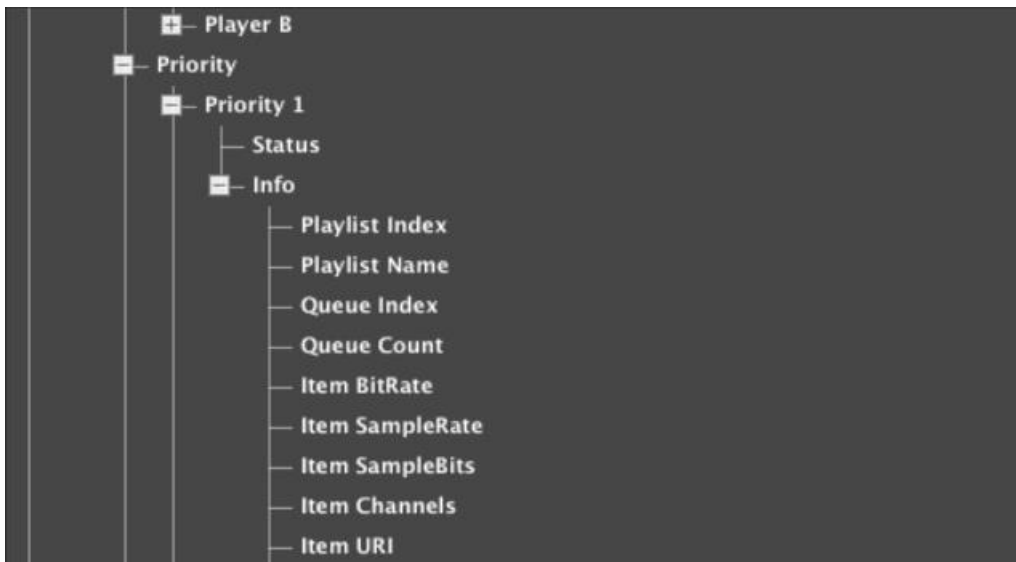 Player B
Priority
Priority 1
Status
Info
Playlist Index
Playlist Name
Queue Index
Queue Count
Item BitRate
Item SampleRate
Item SampleBits
Item Channels
Item URI